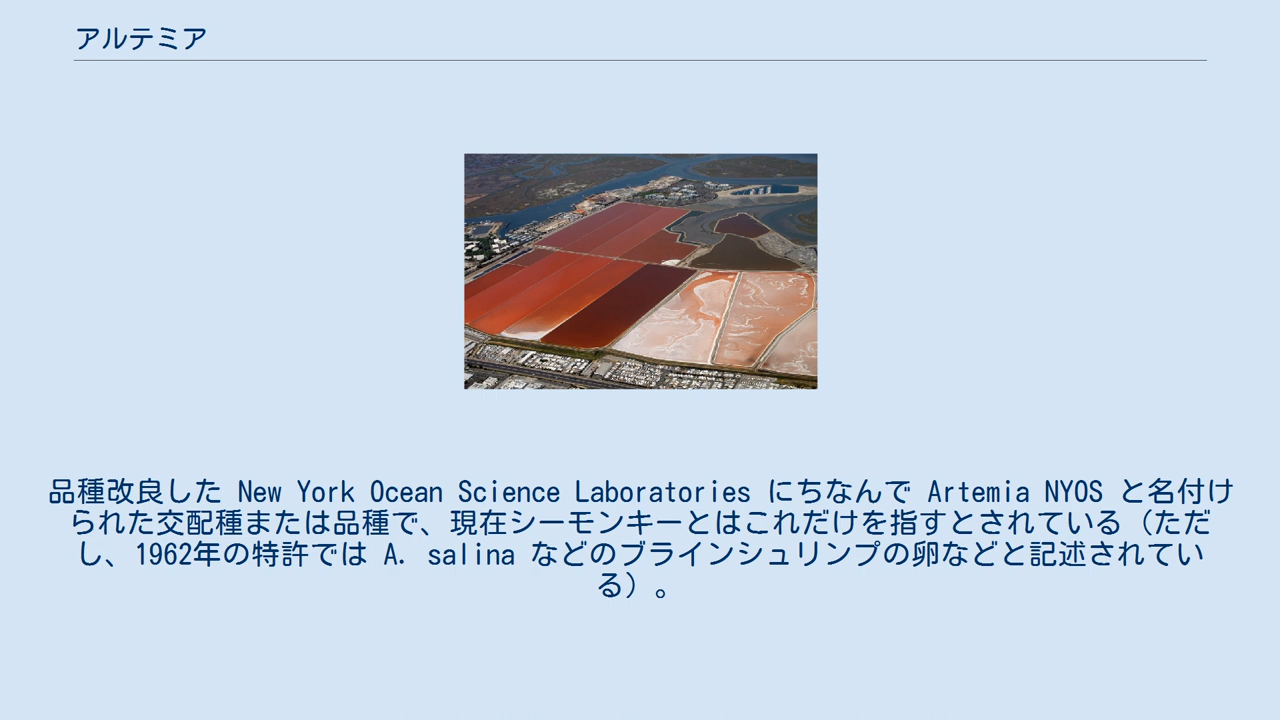 アルテミア
品種改良した New York Ocean Science Laboratories にちなんで Artemia NYOS と名付け
られた交配種または品種で、現在シーモンキーとはこれだけを指すとされている（ただ
し、1962年の特許では A. salina などのブラインシュリンプの卵などと記述されてい
る）。